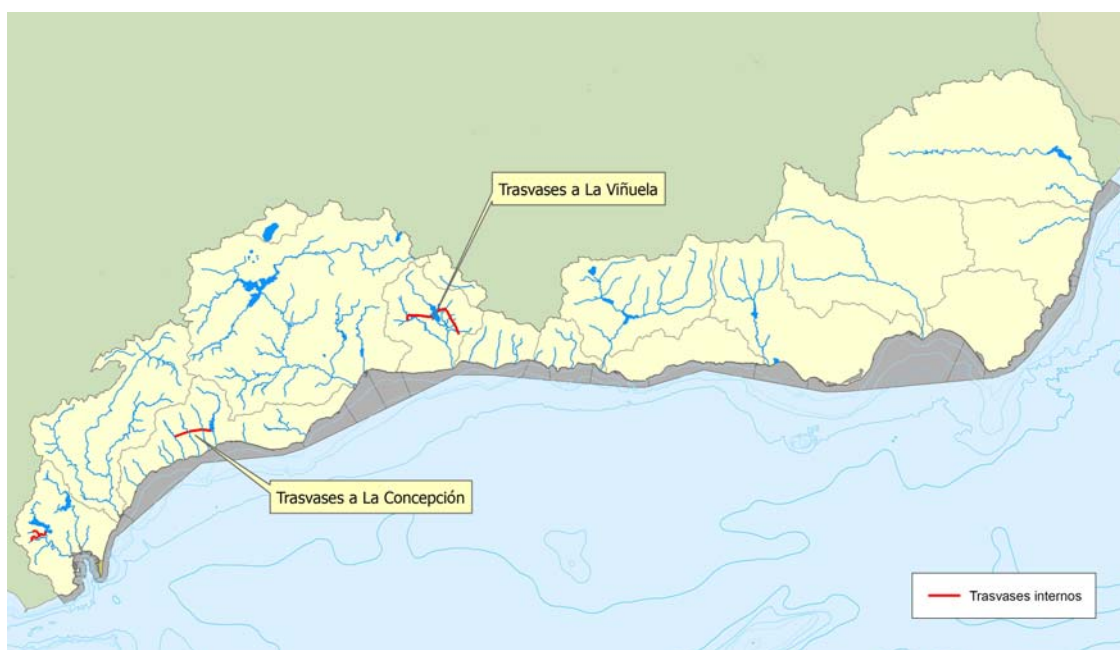 Trasvases a La Viñuela
Trasvases a La Concepción
Trasvases internos